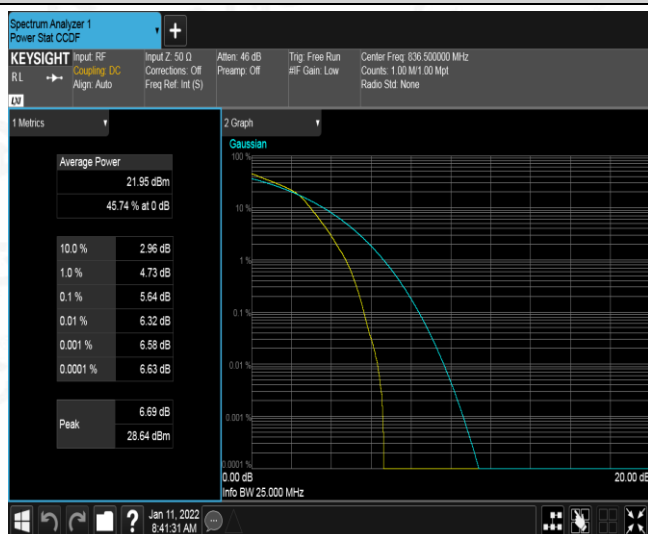 Spectrum Analyzer 1
Power Stat CCDF
KEYSIGHT
R L
LXI
Input: RF
Coupling: DC
Align: Auto
Input Z: 50 Ω
Corrections: Off
Freq Ref: Int (S)
Atten: 46 dB
Preamp: Off
Trig: Free Run
#IF Gain: Low
Center Freq: 836.500000 MHz
Counts: 1.00 M/1.00 Mpt
Radio Std: None
1 Metrics
Average Power
21.95 dBm
45.74 % at 0 dB
10.0 % 2.96 dB
1.0 % 4.73 dB
0.1 % 5.64 dB
0.01 % 6.32 dB
0.001 % 6.58 dB
0.0001 % 6.63 dB
Peak
6.69 dB
28.64 dBm
2 Graph
Gaussian
100 %
10 %
1 %
0.1 %
0.01 %
0.001 %
0.0001 %
0.00 dB
20.00 dB
Info BW 25.000 MHz
Jan 11, 2022
8:41:31 AM